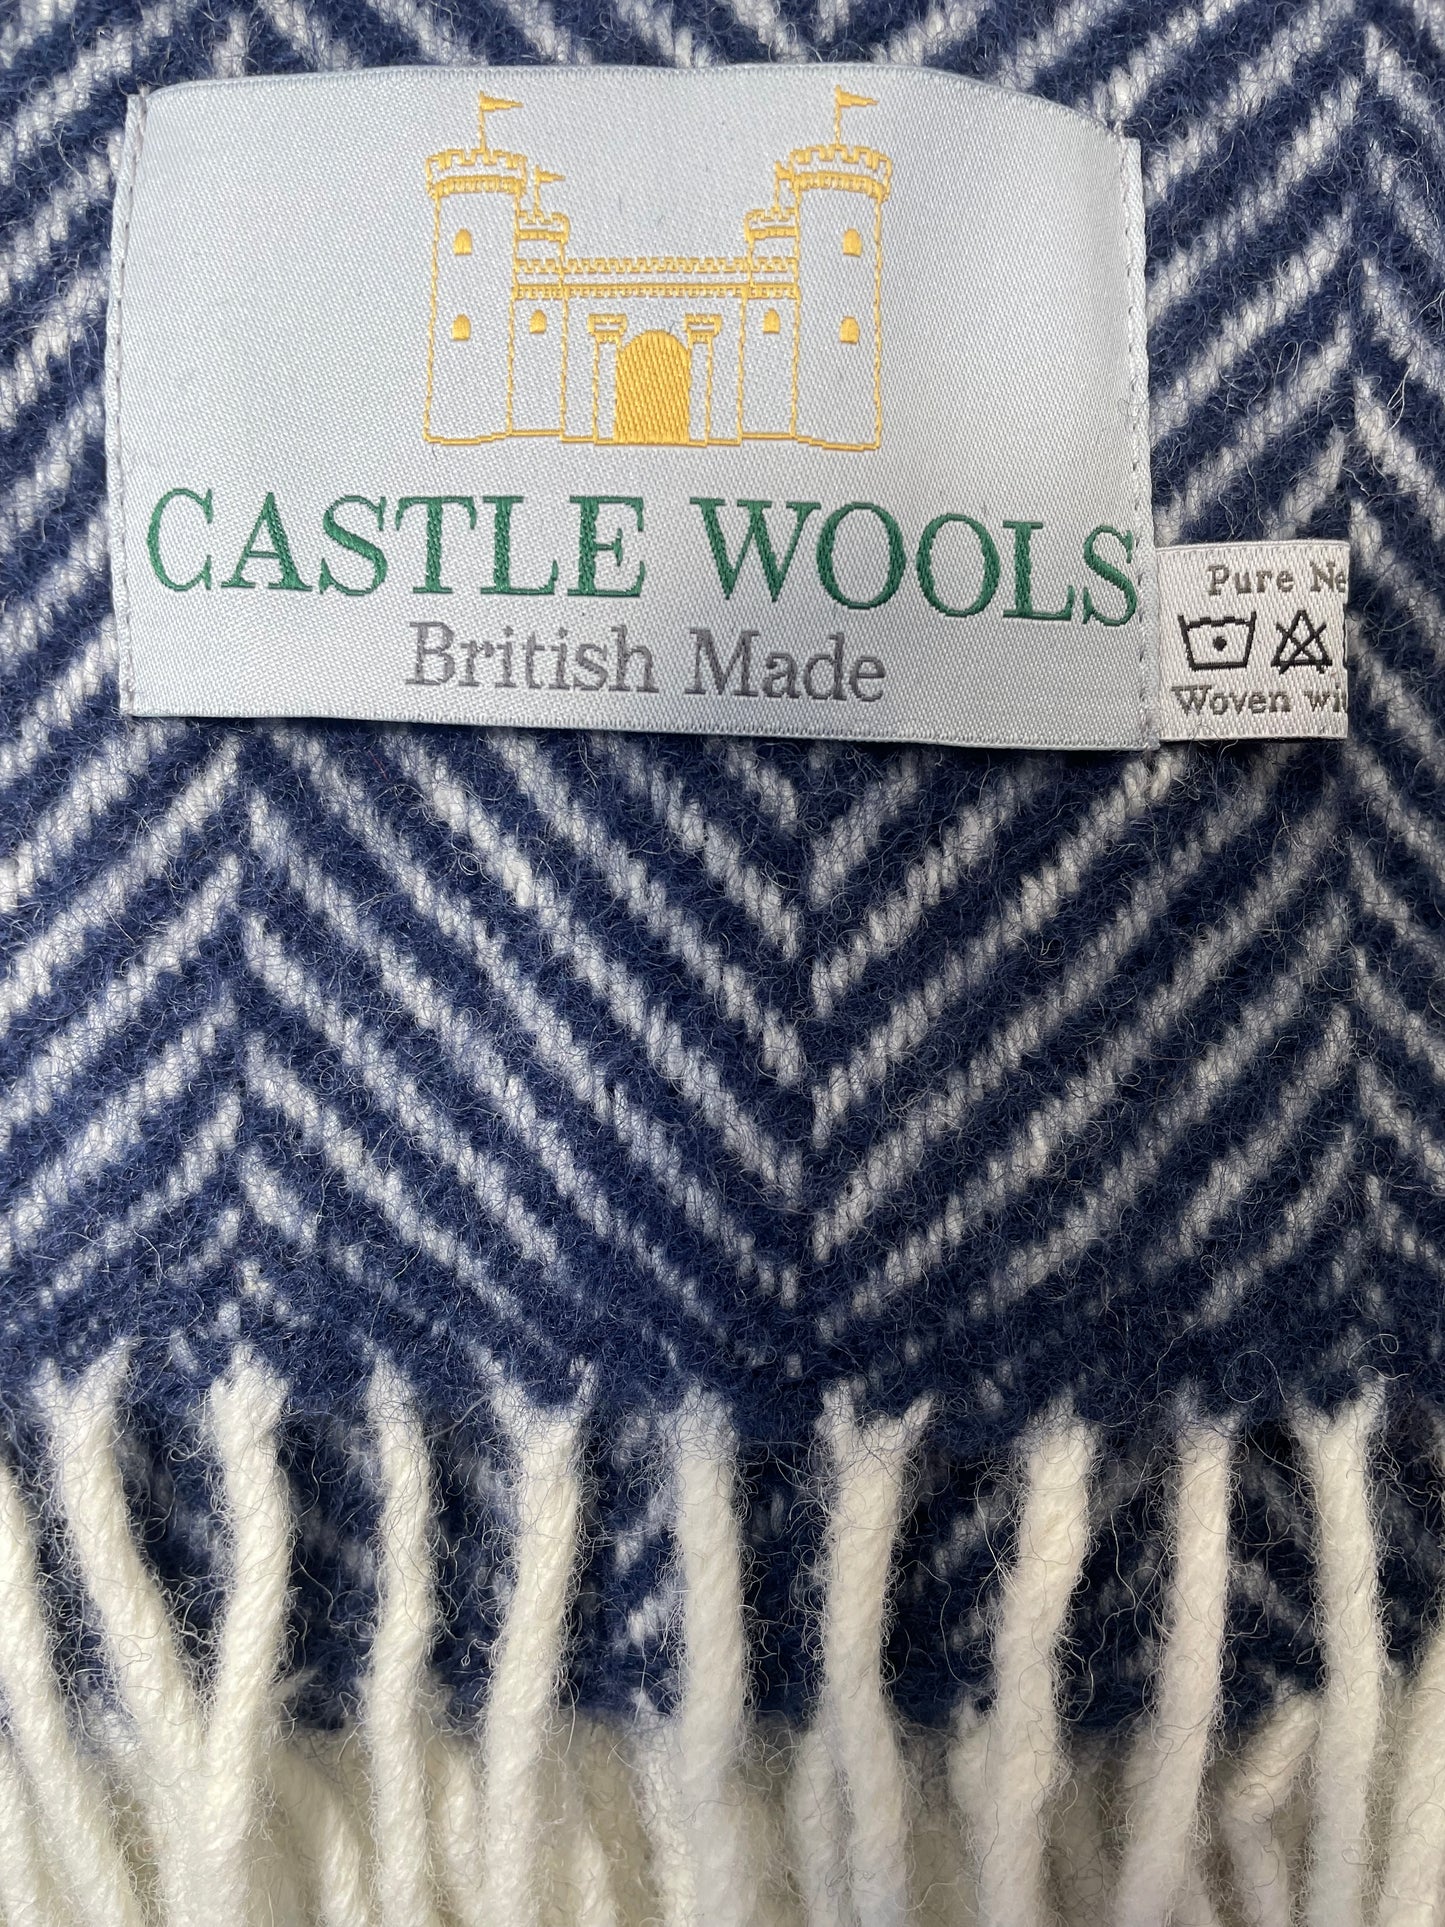 CASTLE WOOLS
British Made
Pure Ne
Woven wi